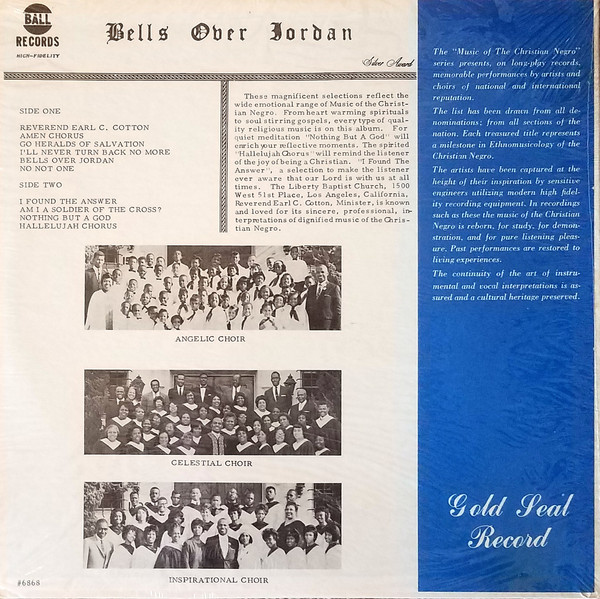 BALL
RECORDS
HIGH-FIDELITY
Bells Over Jordan
Silver Award
SIDE ONE
REVEREND EARL C. COTTON
AMEN CHORUS
GO HERALDS OF SALVATION
I'LL NEVER TURN BACK NO MORE
BELLS OVER JORDAN
NO NOT ONE
SIDE TWO
I FOUND THE ANSWER
AM I A SOLDIER OF THE CROSS?
NOTHING BUT A GOD
HALLELUJAH CHORUS
These magnificent selections reflect the
wide emotional range of Music of the Christ-
ian Negro. From heart warming spirituals
to soul stirring gospels, every type of qual-
ity religious music is on this album. For
quiet meditation "Nothing But A God" will
enrich your reflective moments. The spirited
"Hallelujah Chorus" will remind the listener
of the joy of being a Christian. "I Found The
Answer", a selection to make the listener
ever aware that our Lord is with us at all
times. The Liberty Baptist Church, 1500
West 51st Place, Los Angeles, California,
Reverend Earl C. Cotton, Minister, is known
and loved for its sincere, professional, in-
terpretations of dignified music of the Chris-
tian Negro.
ANGELIC CHOIR
CELESTIAL CHOIR
INSPIRATIONAL CHOIR
#6868
The "Music of The Christian Negro"
series presents, on long-play records,
memorable performances by artists and
choirs of national and international
reputation.
The list has been drawn from all de-
nominations; from all sections of the
nation. Each treasured title represents
a milestone in Ethnomusicology of the
Christian Negro.
The artists have been captured at the
height of their inspiration by sensitive
engineers utilizing modern high fidel-
ity recording equipment. In recordings
such as these the music of the Christian
Negro is reborn, for study, for demon-
stration, and for pure listening pleas-
ure. Past performances are restored to
living experiences.
The continuity of the art of instru-
mental and vocal interpretations is as-
sured and a cultural heritage preserved.
Gold Seal
Record